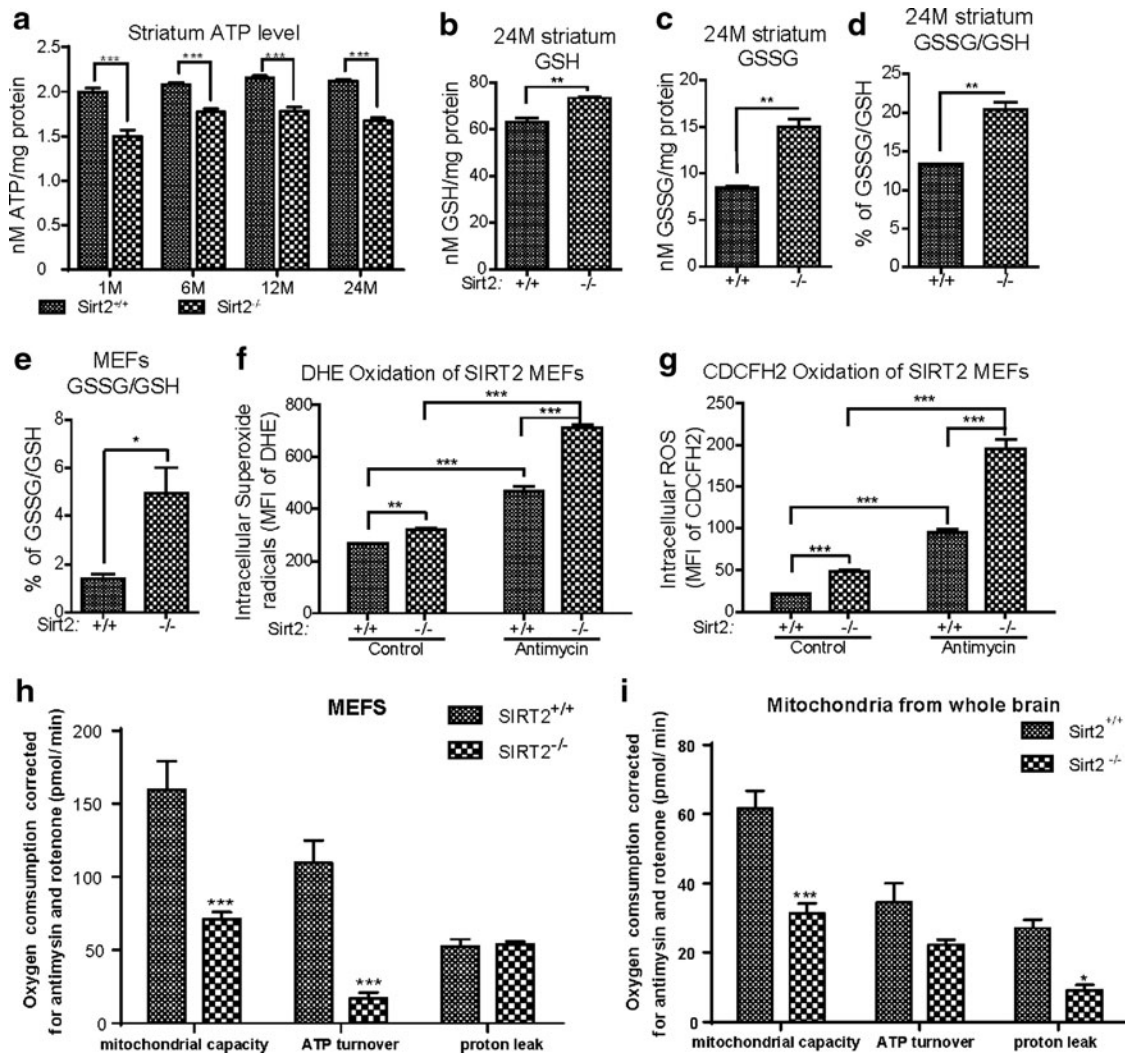 a
Striatum ATP level
nM ATP/mg protein
2.5
2.0
1.5
1.0
0.5
0
*** *** *** ***
1M 6M 12M 24M
Sirt2+/+ Sirt2-/-
b
24M striatum
GSH
nM GSH/mg protein
80
60
40
20
0
**
Sirt2: +/+ -/-
c
24M striatum
GSSG
nM GSSG/mg protein
20
15
10
5
0
**
+/+ -/-
d
24M striatum
GSSG/GSH
% of GSSG/GSH
25
20
15
10
5
0
**
+/+ -/-
e
MEFs
GSSG/GSH
% of GSSG/GSH
8
6
4
2
0
*
Sirt2: +/+ -/-
f
DHE Oxidation of SIRT2 MEFs
Intracellular Superoxide
radicals (MFI of DHE)
800
600
400
200
0
***
***
***
**
Sirt2: +/+ -/- +/+ -/-
Control Antimycin
g
CDCFH2 Oxidation of SIRT2 MEFs
Intracellular ROS
(MFI of CDCFH2)
250
200
150
100
50
0
***
***
***
***
Sirt2: +/+ -/- +/+ -/-
Control Antimycin
h
MEFS
SIRT2+/+
SIRT2-/-
Oxygen comsumption corrected
for antimysin and rotenone (pmol/min)
200
150
100
50
0
***
***
mitochondrial capacity ATP turnover proton leak
i
Mitochondria from whole brain
Sirt2 +/+
Sirt2 -/-
Oxygen comsumption corrected
for antimysin and rotenone (pmol/min)
80
60
40
20
0
***
*
mitochondrial capacity ATP turnover proton leak